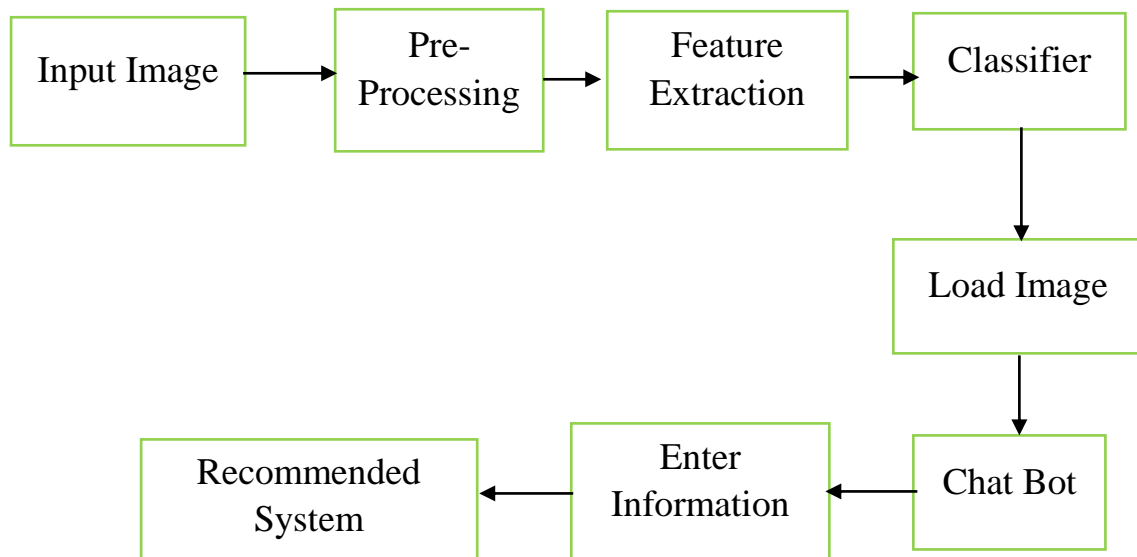 Input Image
Pre-
Processing
Feature
Extraction
Classifier
Load Image
Chat Bot
Enter
Information
Recommended
System